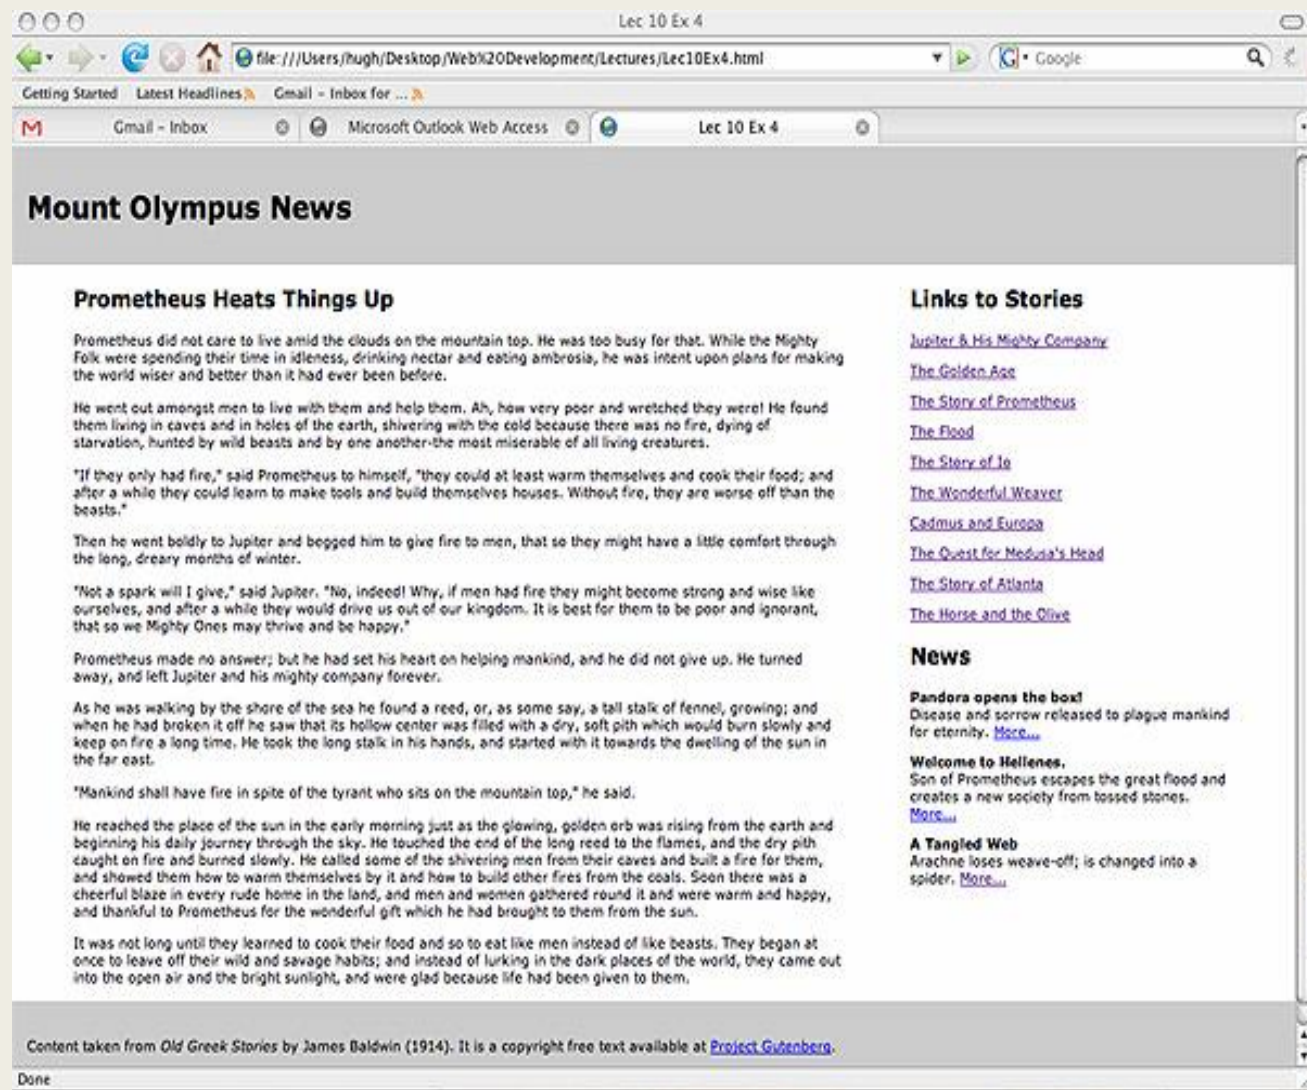 Lec 10 Ex 4
file:///Users/hugh/Desktop/Web%20Development/Lectures/Lec10Ex4.html
Google
Getting Started Latest Headlines Gmail - Inbox for ...
Gmail - Inbox Microsoft Outlook Web Access Lec 10 Ex 4
Mount Olympus News
Prometheus Heats Things Up
Prometheus did not care to live amid the clouds on the mountain top. He was too busy for that. While the Mighty
Folk were spending their time in idleness, drinking nectar and eating ambrosia, he was intent upon plans for making
the world wiser and better than it had ever been before.
He went out amongst men to live with them and help them. Ah, how very poor and wretched they were! He found
them living in caves and in holes of the earth, shivering with the cold because there was no fire, dying of
starvation, hunted by wild beasts and by one another-the most miserable of all living creatures.
"If they only had fire," said Prometheus to himself, "they could at least warm themselves and cook their food; and
after a while they could learn to make tools and build themselves houses. Without fire, they are worse off than the
beasts."
Then he went boldly to Jupiter and begged him to give fire to men, that so they might have a little comfort through
the long, dreary months of winter.
"Not a spark will I give," said Jupiter. "No, indeed! Why, if men had fire they might become strong and wise like
ourselves, and after a while they would drive us out of our kingdom. It is best for them to be poor and ignorant,
that so we Mighty Ones may thrive and be happy."
Prometheus made no answer; but he had set his heart on helping mankind, and he did not give up. He turned
away, and left Jupiter and his mighty company forever.
As he was walking by the shore of the sea he found a reed, or, as some say, a tall stalk of fennel, growing; and
when he had broken it off he saw that its hollow center was filled with a dry, soft pith which would burn slowly and
keep on fire a long time. He took the long stalk in his hands, and started with it towards the dwelling of the sun in
the far east.
"Mankind shall have fire in spite of the tyrant who sits on the mountain top," he said.
He reached the place of the sun in the early morning just as the glowing, golden orb was rising from the earth and
beginning his daily journey through the sky. He touched the end of the long reed to the flames, and the dry pith
caught on fire and burned slowly. He called some of the shivering men from their caves and built a fire for them,
and showed them how to warm themselves by it and how to build other fires from the coals. Soon there was a
cheerful blaze in every rude home in the land, and men and women gathered round it and were warm and happy,
and thankful to Prometheus for the wonderful gift which he had brought to them from the sun.
It was not long until they learned to cook their food and so to eat like men instead of like beasts. They began at
once to leave off their wild and savage habits; and instead of lurking in the dark places of the world, they came out
into the open air and the bright sunlight, and were glad because life had been given to them.
Links to Stories
Jupiter & His Mighty Company
The Golden Age
The Story of Prometheus
The Flood
The Story of Io
The Wonderful Weaver
Cadmus and Europa
The Quest for Medusa's Head
The Story of Atlanta
The Horse and the Olive
News
Pandora opens the box!
Disease and sorrow released to plague mankind
for eternity. More...
Welcome to Hellenes.
Son of Prometheus escapes the great flood and
creates a new society from tossed stones.
More...
A Tangled Web
Arachne loses weave-off; is changed into a
spider. More...
Content taken from Old Greek Stories by James Baldwin (1914). It is a copyright free text available at Project Gutenberg.
Done